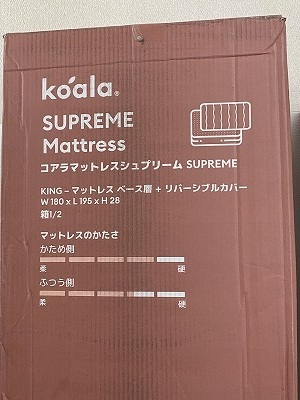 koala®
SUPREME
Mattress
コアラマットレスシュプリーム SUPREME
KING – マットレス ベース層 + リバーシブルカバー
W 180 x L 195 x H 28
箱1/2
マットレスのかたさ
かため側
柔 硬
ふつう側
柔 硬